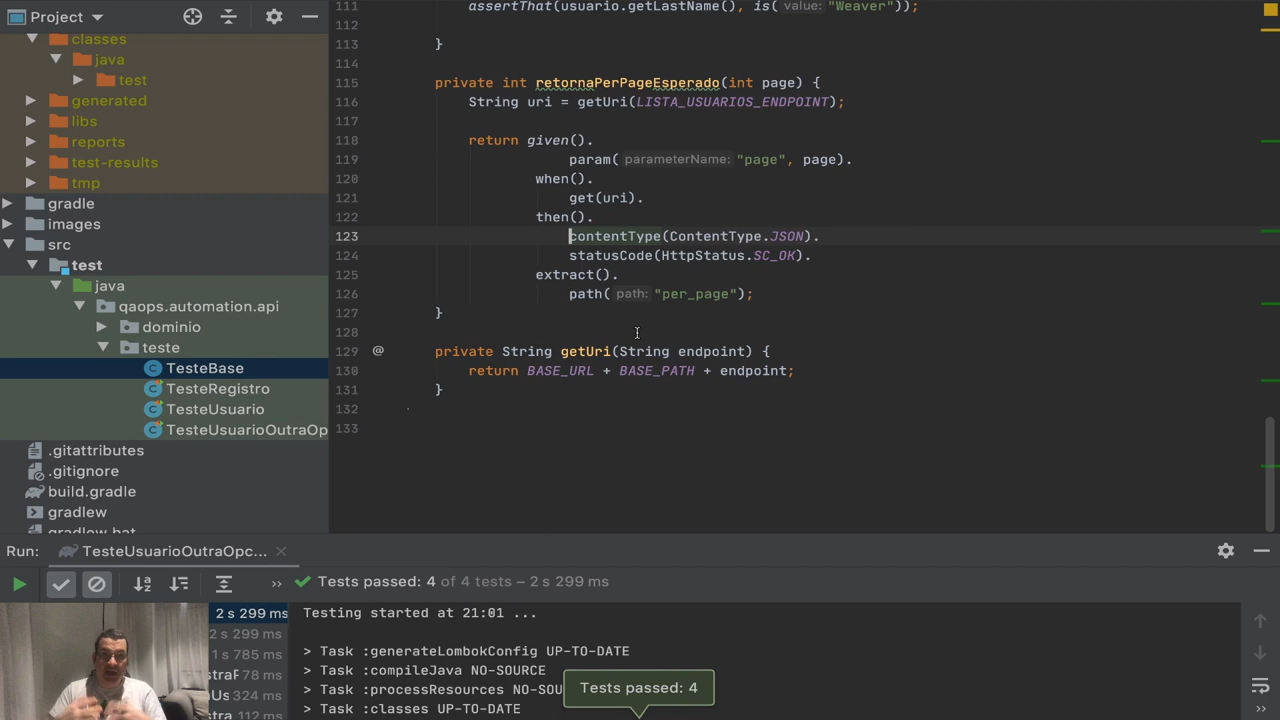 Project
classes
java
test
generated
libs
reports
test-results
tmp
gradle
images
src
test
java
qaops.automation.api
dominio
teste
TesteBase
TesteRegistro
TesteUsuario
TesteUsuarioOutraOp
.gitattributes
.gitignore
build.gradle
gradlew
gradlew.bat
111 assertThat(usuario.getLastName(), is( value: "Weaver"));
112
113 }
114
115 private int retornaPerPageEsperado(int page) {
116 String uri = getUri(LISTA_USUARIOS_ENDPOINT);
117
118 return given().
119 param( parameterName: "page", page).
120 when().
121 get(uri).
122 then().
123 contentType(ContentType.JSON).
124 statusCode(HttpStatus.SC_OK).
125 extract().
126 path( path: "per_page");
127 }
128
129 @ private String getUri(String endpoint) {
130 return BASE_URL + BASE_PATH + endpoint;
131 }
132
133
Run: TesteUsuarioOutraOpc...
Tests passed: 4 of 4 tests – 2 s 299 ms
2 s 299 ms
2 s 299 ms
1 s 785 ms
78 ms
324 ms
112 ms
Testing started at 21:01 ...
> Task :generateLombokConfig UP-TO-DATE
> Task :compileJava NO-SOURCE
> Task :processResources NO-SOU
> Task :classes UP-TO-DATE
Tests passed: 4